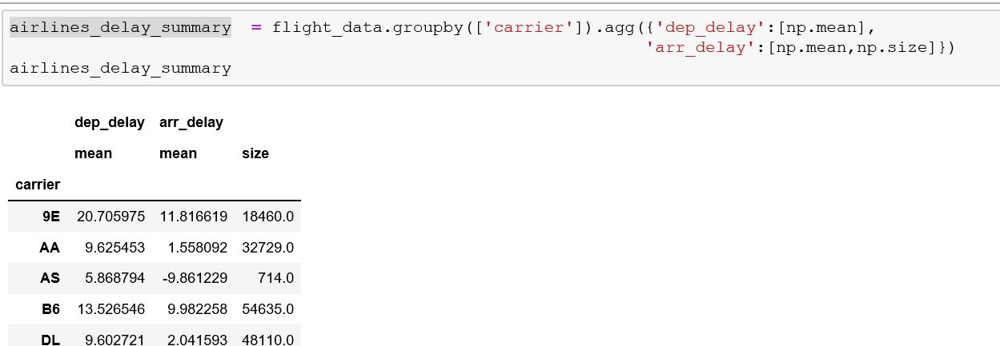 airlines_delay_summary = flight_data.groupby(['carrier']).agg({'dep_delay':[np.mean],
'arr_delay':[np.mean,np.size]})
airlines_delay_summary
dep_delay arr_delay
mean mean size
carrier
9E 20.705975 11.816619 18460.0
AA 9.625453 1.558092 32729.0
AS 5.868794 -9.861229 714.0
B6 13.526546 9.982258 54635.0
DL 9.602721 2.041593 48110.0